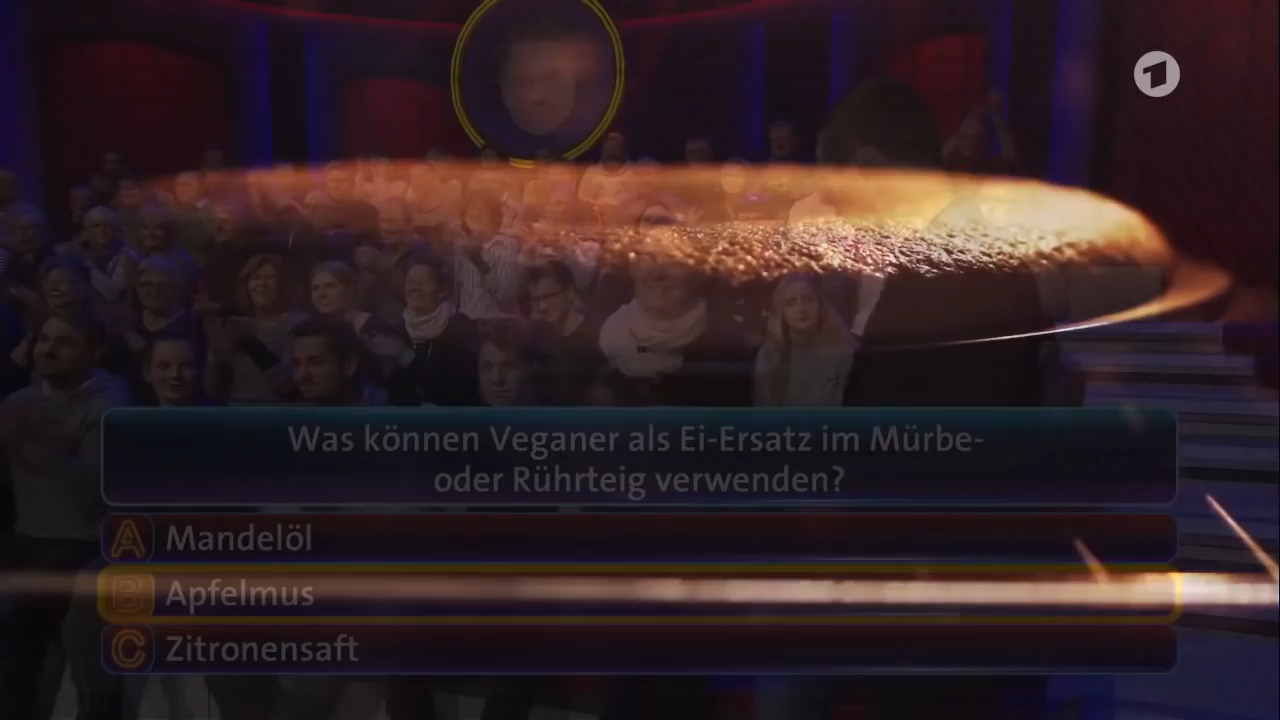 Was können Veganer als Ei-Ersatz im Mürbe-
oder Rührteig verwenden?
A Mandelöl
B Apfelmus
C Zitronensaft